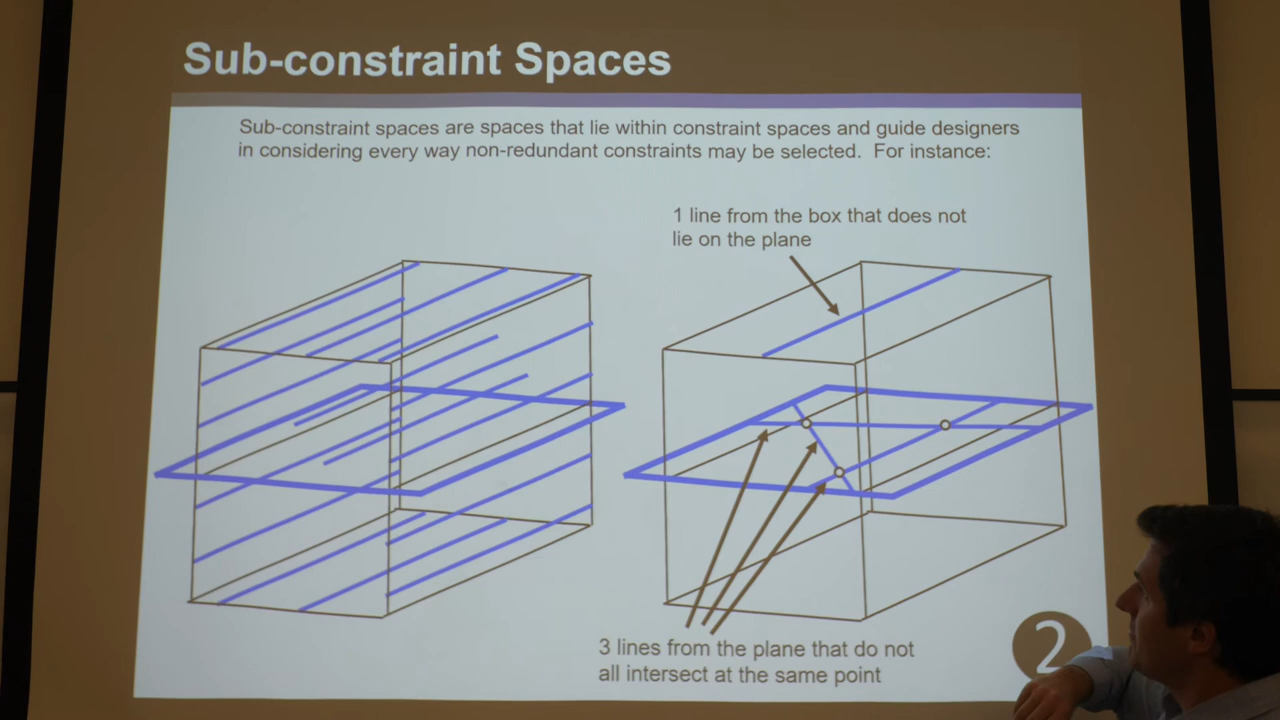 Sub-constraint Spaces
Sub-constraint spaces are spaces that lie within constraint spaces and guide designers
in considering every way non-redundant constraints may be selected. For instance:
1 line from the box that does not
lie on the plane
3 lines from the plane that do not
all intersect at the same point
2